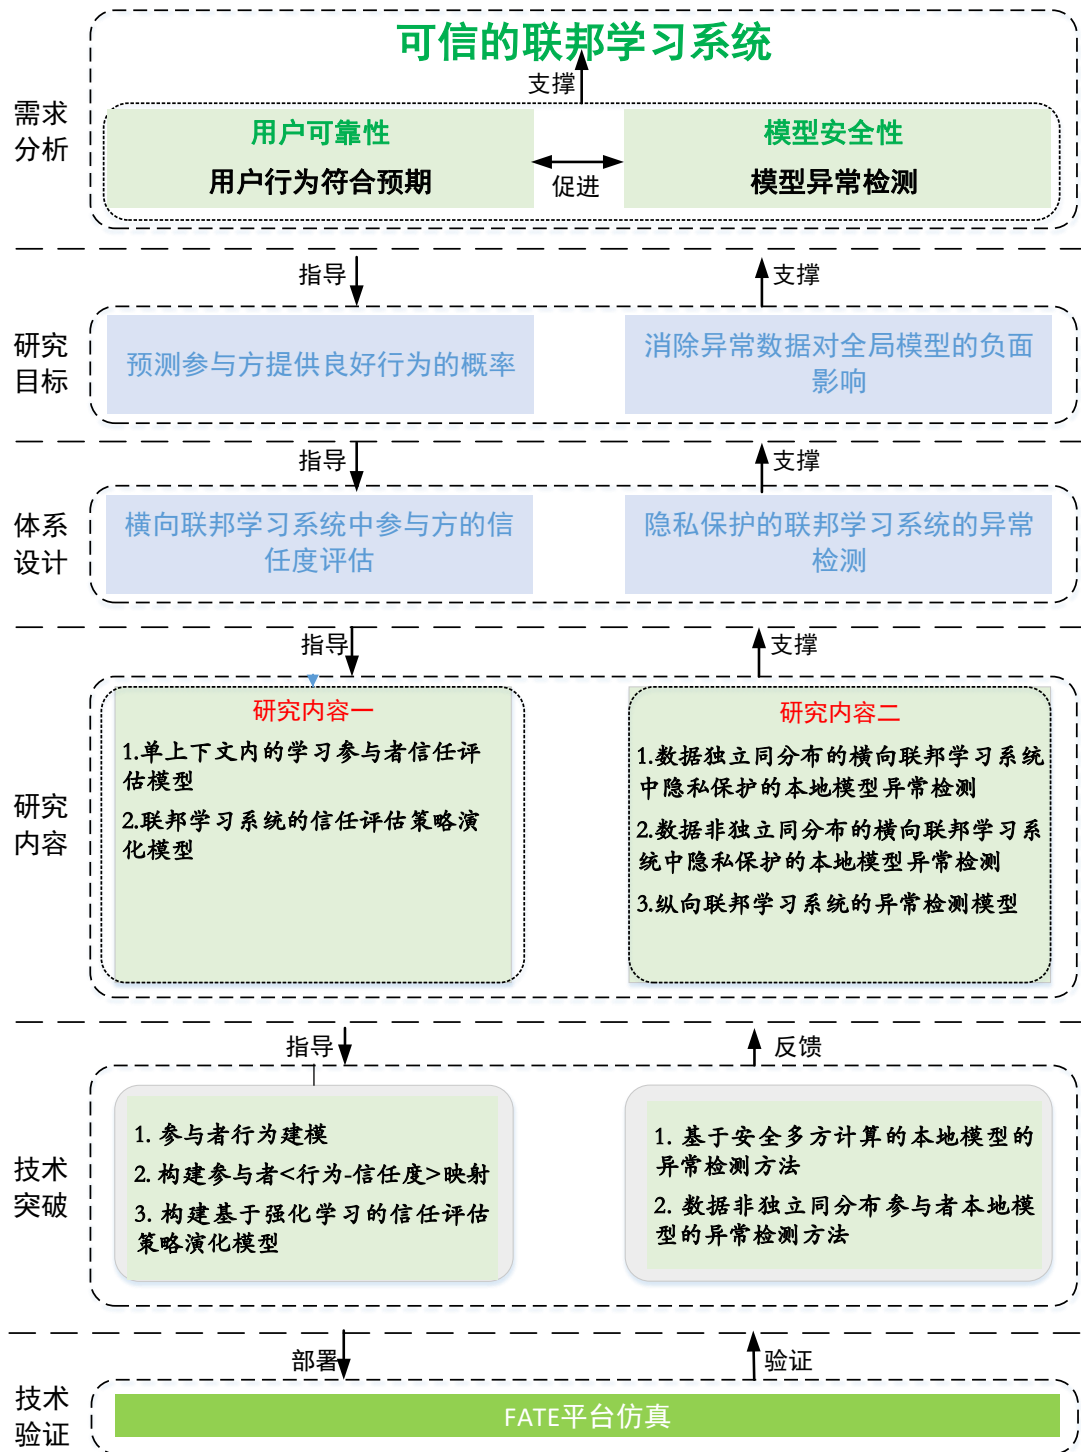 可信的联邦学习系统
支撑
需求
分析
用户可靠性
用户行为符合预期
促进
模型安全性
模型异常检测
指导
支撑
研究
目标
预测参与方提供良好行为的概率
消除异常数据对全局模型的负面
影响
指导
支撑
体系
设计
横向联邦学习系统中参与方的信
任度评估
隐私保护的联邦学习系统的异常
检测
指导
支撑
研究
内容
研究内容一
1.单上下文内的学习参与者信任评
估模型
2.联邦学习系统的信任评估策略演
化模型
研究内容二
1.数据独立同分布的横向联邦学习系统
中隐私保护的本地模型异常检测
2.数据非独立同分布的横向联邦学习系
统中隐私保护的本地模型异常检测
3.纵向联邦学习系统的异常检测模型
指导
反馈
技术
突破
1. 参与者行为建模
2. 构建参与者<行为-信任度>映射
3. 构建基于强化学习的信任评估
策略演化模型
1. 基于安全多方计算的本地模型的
异常检测方法
2. 数据非独立同分布参与者本地模
型的异常检测方法
部署
验证
技术
验证
FATE平台仿真